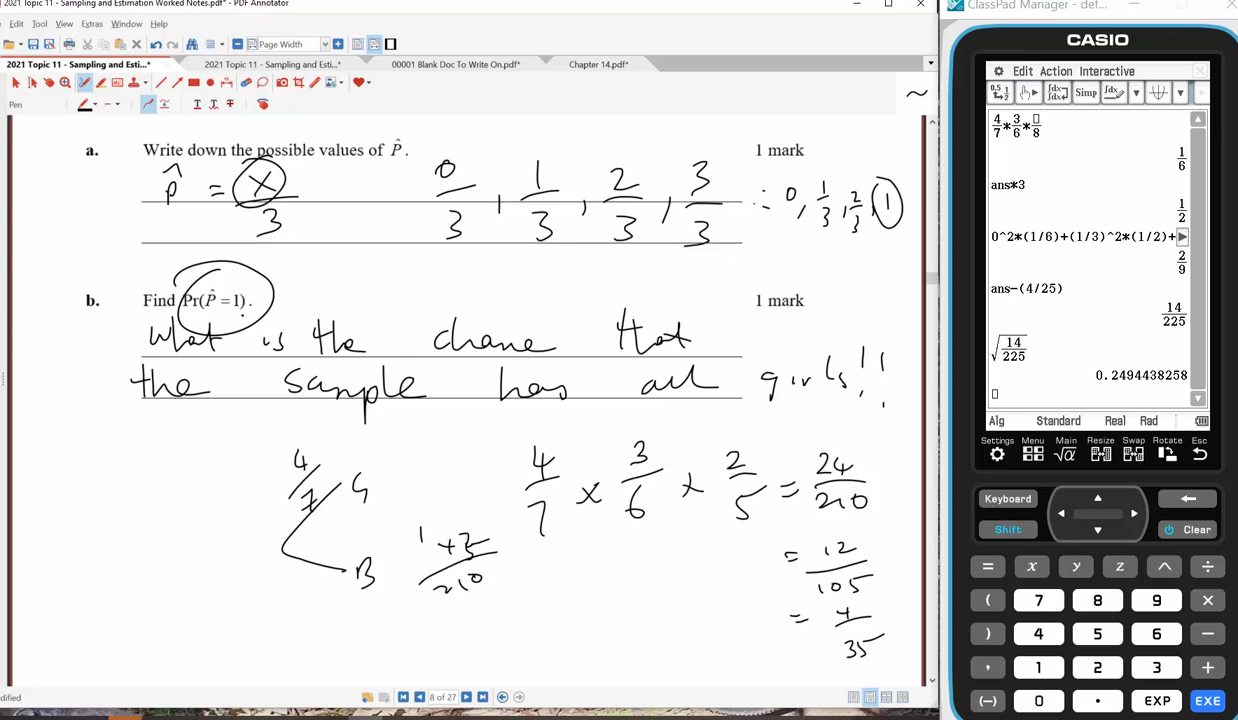 2021 Topic 11 - Sampling and Estimation Worked Notes.pdf* - PDF Annotator
Edit Tool View Extras Window Help
Page Width
2021 Topic 11 - Sampling and Esti...*
2021 Topic 11 - Sampling and Esti...*
00001 Blank Doc To Write On.pdf*
Chapter 14.pdf*
Pen
a. Write down the possible values of P̂. 1 mark
p̂ = X/3 0/3, 1/3, 2/3, 3/3 ∴ 0, 1/3, 2/3, 1
b. Find Pr(P̂ = 1). 1 mark
What is the chance that
the sample has all girls!!
4/7 G 4/7 × 3/6 × 2/5 = 24/210
B
= 12/105
= 4/35
8 of 27
dified
ClassPad Manager - def...
CASIO
Edit Action Interactive
Simp
4/7*3/6*□/8
1/6
ans*3
1/2
0^2*(1/6)+(1/3)^2*(1/2)+
2/9
ans-(4/25)
14/225
√14/225
0.2494438258
Alg Standard Real Rad
Settings Menu Main Resize Swap Rotate Esc
Keyboard
Shift
Clear
= x y z ^ ÷
( 7 8 9 ×
) 4 5 6 −
, 1 2 3 +
(−) 0 . EXP EXE